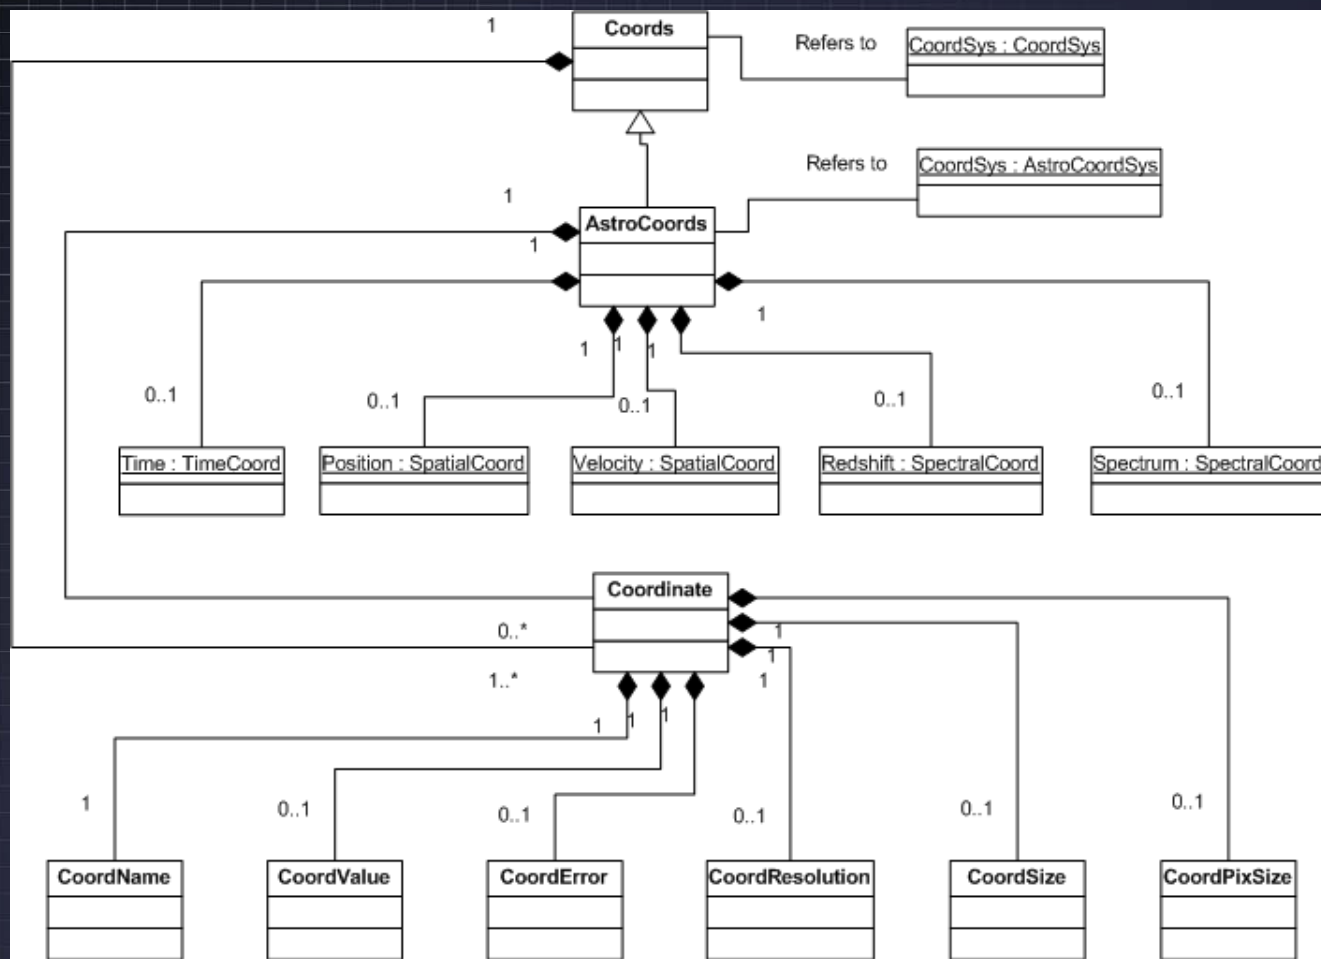 1
Coords
Refers to
CoordSys : CoordSys
Refers to
CoordSys : AstroCoordSys
1
AstroCoords
1
1
1
1
1
0..1
0..1
0..1
0..1
0..1
Time : TimeCoord
Position : SpatialCoord
Velocity : SpatialCoord
Redshift : SpectralCoord
Spectrum : SpectralCoord
Coordinate
0..*
1
1
1..*
1
1
1
1
1
0..1
0..1
0..1
0..1
0..1
CoordName
CoordValue
CoordError
CoordResolution
CoordSize
CoordPixSize